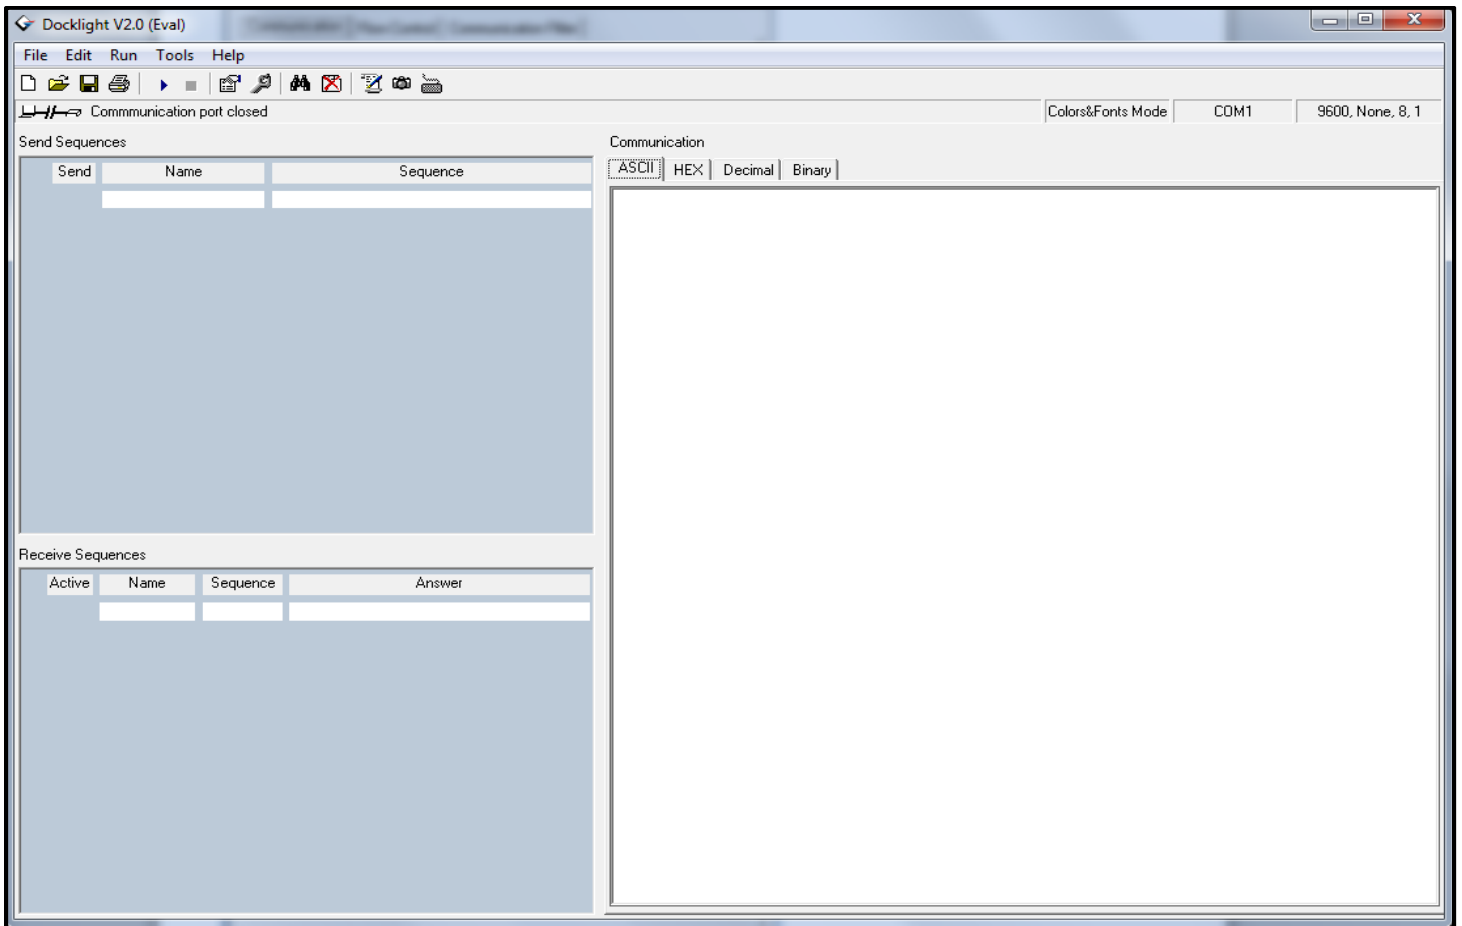 Docklight V2.0 (Eval)
File Edit Run Tools Help
Commmunication port closed
Colors&Fonts Mode COM1 9600, None, 8, 1
Send Sequences
Send Name Sequence
Receive Sequences
Active Name Sequence Answer
Communication
ASCII HEX Decimal Binary